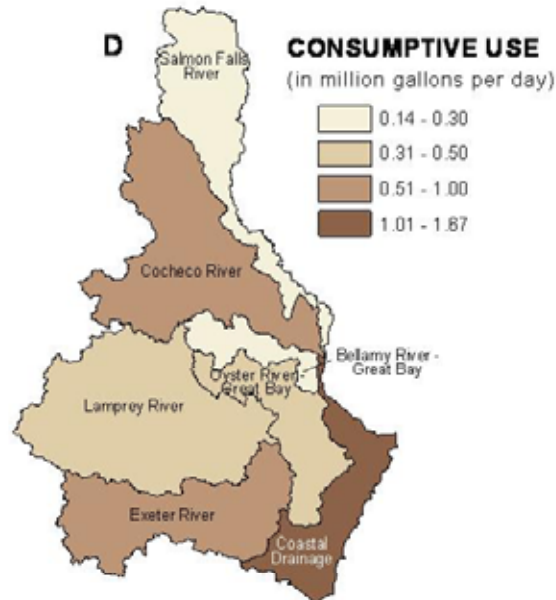 D
CONSUMPTIVE USE
(in million gallons per day)
0.14 - 0.30
0.31 - 0.50
0.51 - 1.00
1.01 - 1.67
Salmon Falls
River
Cocheco River
Bellamy River -
Great Bay
Oyster River-
Great Bay
Lamprey River
Exeter River
Coastal
Drainage